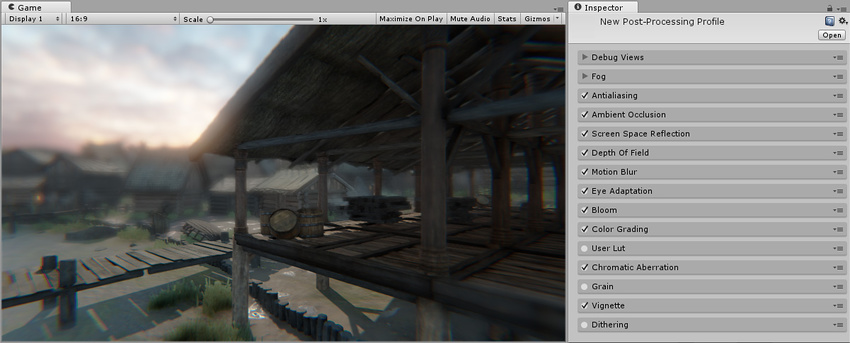 Game
Display 1 16:9 Scale 1x Maximize On Play Mute Audio Stats Gizmos
Inspector
New Post-Processing Profile
Open
Debug Views
Fog
Antialiasing
Ambient Occlusion
Screen Space Reflection
Depth Of Field
Motion Blur
Eye Adaptation
Bloom
Color Grading
User Lut
Chromatic Aberration
Grain
Vignette
Dithering